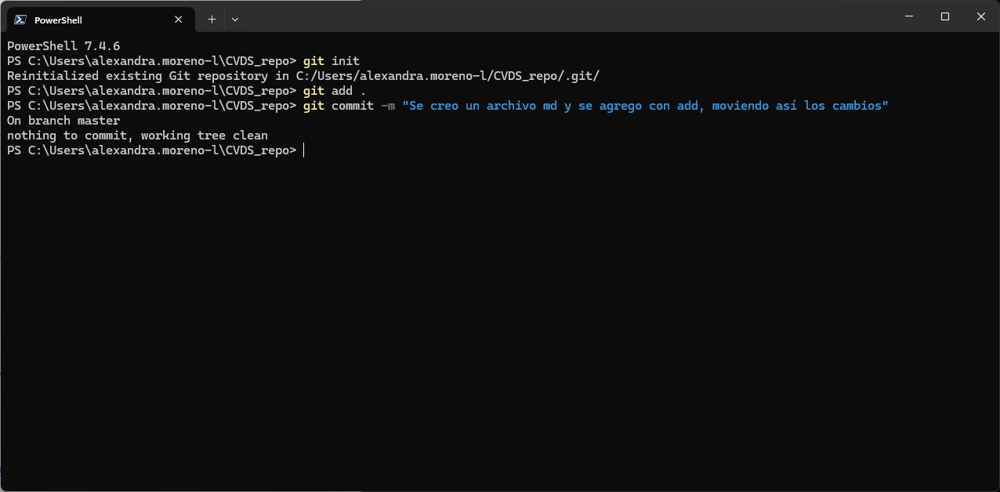 PowerShell
PowerShell 7.4.6
PS C:\Users\alexandra.moreno-l\CVDS_repo> git init
Reinitialized existing Git repository in C:/Users/alexandra.moreno-l/CVDS_repo/.git/
PS C:\Users\alexandra.moreno-l\CVDS_repo> git add .
PS C:\Users\alexandra.moreno-l\CVDS_repo> git commit -m "Se creo un archivo md y se agrego con add, moviendo así los cambios"
On branch master
nothing to commit, working tree clean
PS C:\Users\alexandra.moreno-l\CVDS_repo>